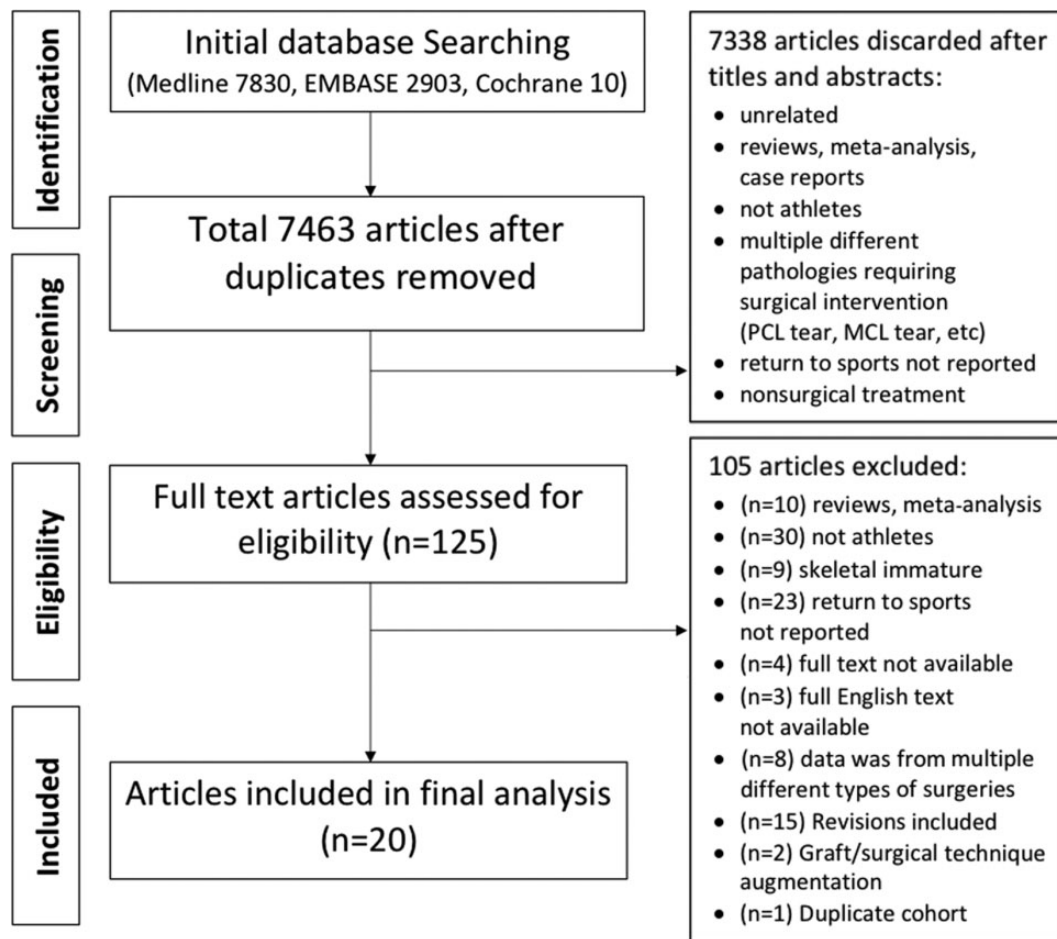 Identification
Initial database Searching
(Medline 7830, EMBASE 2903, Cochrane 10)
Total 7463 articles after
duplicates removed
7338 articles discarded after
titles and abstracts:
• unrelated
• reviews, meta-analysis,
case reports
• not athletes
• multiple different
pathologies requiring
surgical intervention
(PCL tear, MCL tear, etc)
• return to sports not reported
• nonsurgical treatment
Screening
Eligibility
Full text articles assessed for
eligibility (n=125)
105 articles excluded:
• (n=10) reviews, meta-analysis
• (n=30) not athletes
• (n=9) skeletal immature
• (n=23) return to sports
not reported
• (n=4) full text not available
• (n=3) full English text
not available
• (n=8) data was from multiple
different types of surgeries
• (n=15) Revisions included
• (n=2) Graft/surgical technique
augmentation
• (n=1) Duplicate cohort
Included
Articles included in final analysis
(n=20)